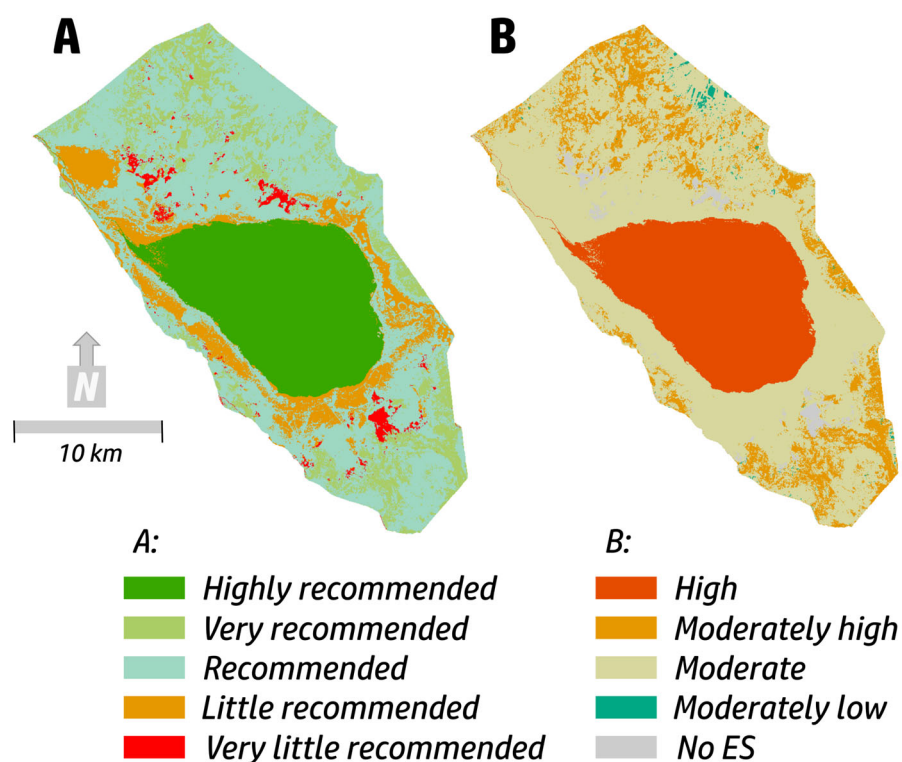 A
B
N
10 km
A:
Highly recommended
Very recommended
Recommended
Little recommended
Very little recommended
B:
High
Moderately high
Moderate
Moderately low
No ES